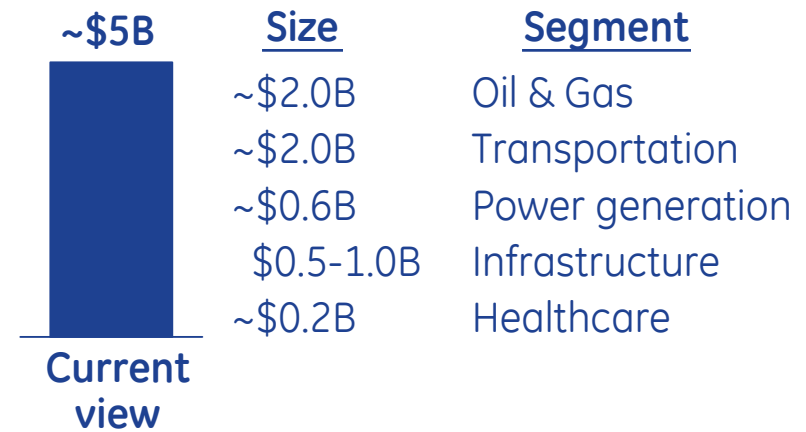 ~$5B Size Segment
~$2.0B Oil & Gas
~$2.0B Transportation
~$0.6B Power generation
$0.5-1.0B Infrastructure
~$0.2B Healthcare
Current
view